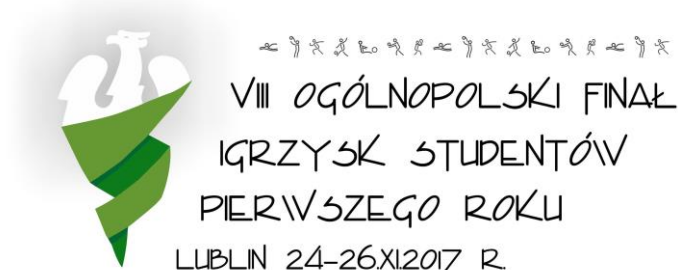 VIII OGÓLNOPOLSKI FINAŁ
IGRZYSK STUDENTÓW
PIERWSZEGO ROKU
LUBLIN 24-26.XI.2017 R.